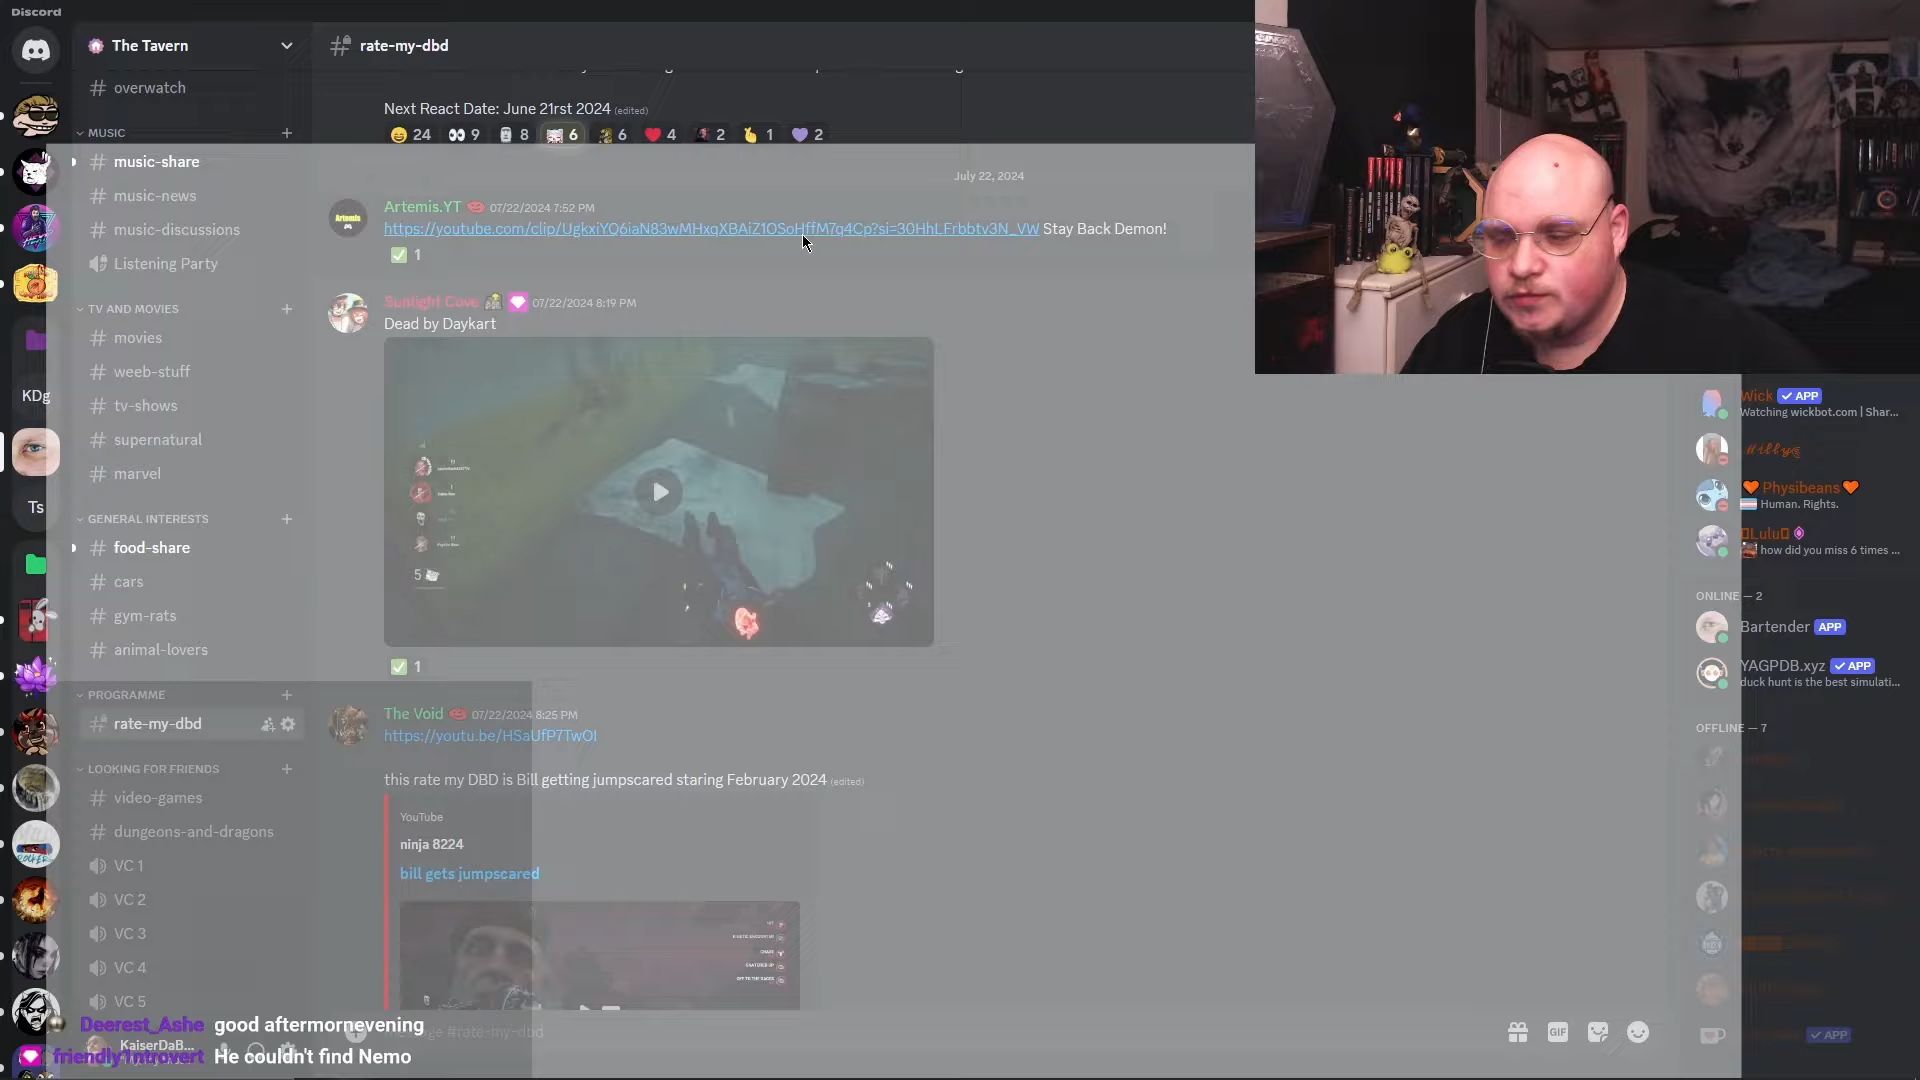 Discord
The Tavern
rate-my-dbd
overwatch
MUSIC
music-share
music-news
music-discussions
Listening Party
TV AND MOVIES
movies
weeb-stuff
tv-shows
supernatural
marvel
GENERAL INTERESTS
food-share
cars
gym-rats
animal-lovers
PROGRAMME
rate-my-dbd
LOOKING FOR FRIENDS
video-games
dungeons-and-dragons
VC 1
VC 2
VC 3
VC 4
VC 5
KDg
Ts
KaiserDaB...
Next React Date: June 21rst 2024 (edited)
24 9 8 6 6 4 2 1 2
July 22, 2024
Artemis.YT 07/22/2024 7:52 PM
https://youtube.com/clip/UgkxiYQ6iaN83wMHxqXBAiZ1OSoHffM7q4Cp?si=30HhLFrbbtv3N_VW Stay Back Demon!
1
Sunlight Cove 07/22/2024 8:19 PM
Dead by Daykart
5
1
The Void 07/22/2024 8:25 PM
https://youtu.be/HSaUfP7TwOI
this rate my DBD is Bill getting jumpscared staring February 2024 (edited)
YouTube
ninja 8224
bill gets jumpscared
#rate-my-dbd
GIF
Deerest_Ashe good aftermornevening
friendly1ntrovert He couldn't find Nemo
Wick APP
Watching wickbot.com | Shar...
Physibeans
Human. Rights.
Lulu
how did you miss 6 times ...
ONLINE — 2
Bartender APP
YAGPDB.xyz APP
duck hunt is the best simulati...
OFFLINE — 7
APP